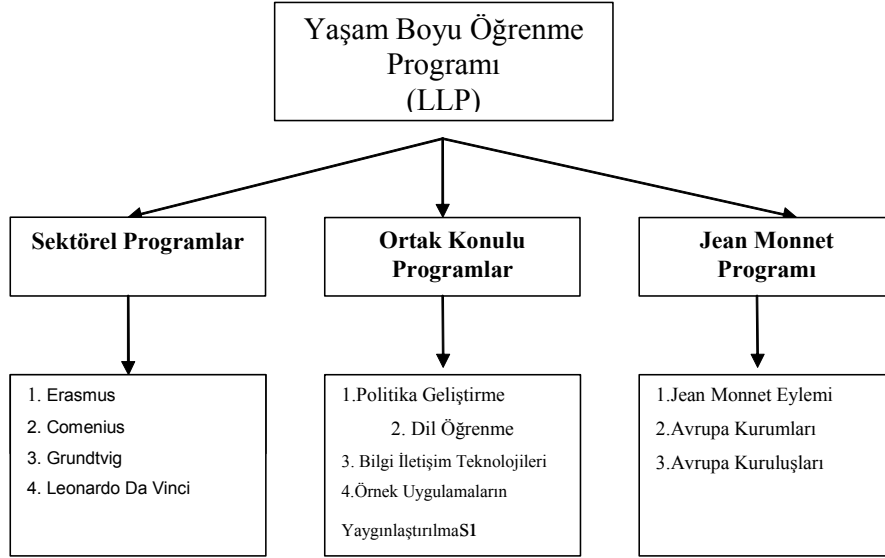 Yaşam Boyu Öğrenme
Programı
(LLP)
Sektörel Programlar
Ortak Konulu
Programlar
Jean Monnet
Programı
1. Erasmus
2. Comenius
3. Grundtvig
4. Leonardo Da Vinci
1.Politika Geliştirme
2. Dil Öğrenme
3. Bilgi İletişim Teknolojileri
4.Örnek Uygulamaların
YaygınlaştırılmaS1
1.Jean Monnet Eylemi
2.Avrupa Kurumları
3.Avrupa Kuruluşları